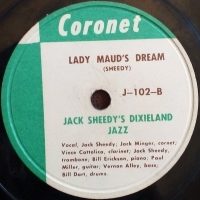 Coronet
LADY MAUD'S DREAM
(SHEEDY)
J-102-B
JACK SHEEDY'S DIXIELAND
JAZZ
Vocal, Jack Sheedy; Jack Minger, cornet;
Vince Cattolica, clarinet; Jack Sheedy,
trombone; Bill Erickson, piano; Paul
Miller, guitar; Vernon Alley, bass;
Bill Dart, drums.